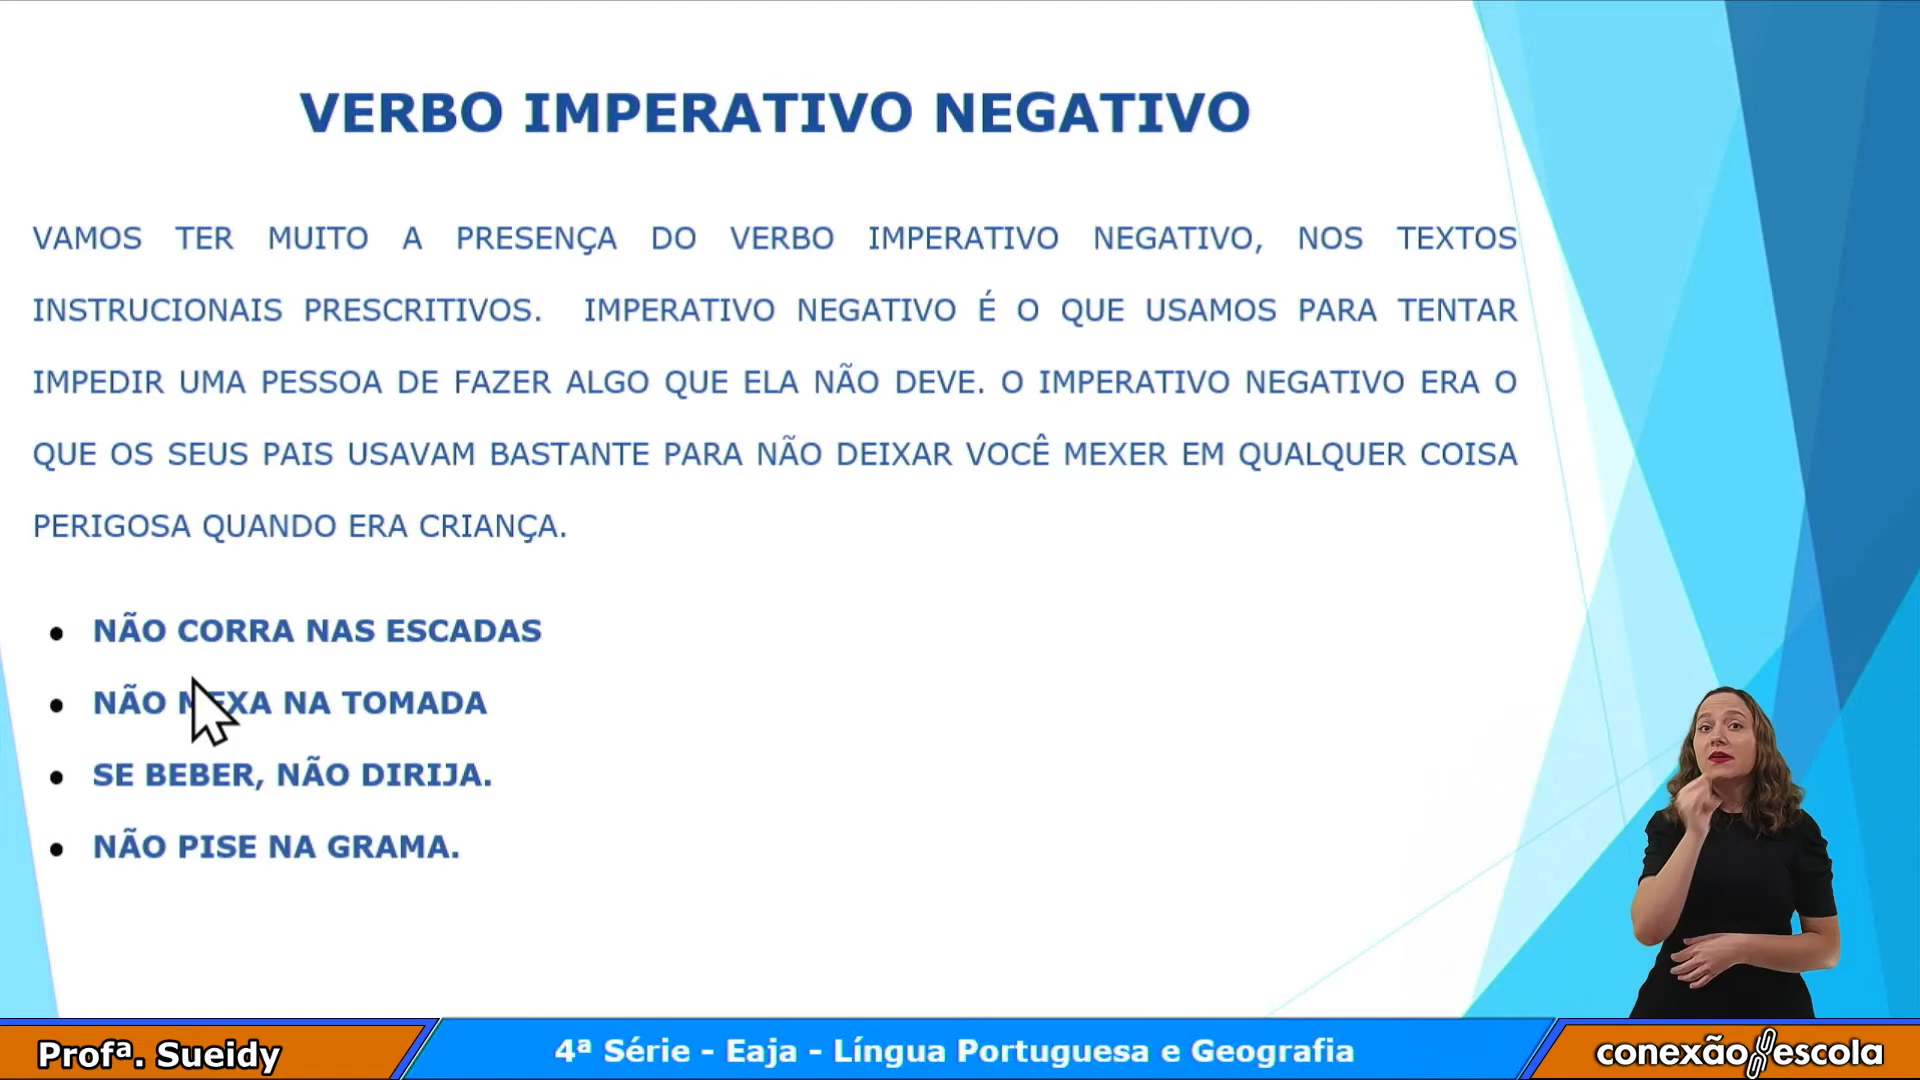 VERBO IMPERATIVO NEGATIVO
VAMOS TER MUITO A PRESENÇA DO VERBO IMPERATIVO NEGATIVO, NOS TEXTOS
INSTRUCIONAIS PRESCRITIVOS. IMPERATIVO NEGATIVO É O QUE USAMOS PARA TENTAR
IMPEDIR UMA PESSOA DE FAZER ALGO QUE ELA NÃO DEVE. O IMPERATIVO NEGATIVO ERA O
QUE OS SEUS PAIS USAVAM BASTANTE PARA NÃO DEIXAR VOCÊ MEXER EM QUALQUER COISA
PERIGOSA QUANDO ERA CRIANÇA.
• NÃO CORRA NAS ESCADAS
• NÃO MEXA NA TOMADA
• SE BEBER, NÃO DIRIJA.
• NÃO PISE NA GRAMA.
Profª. Sueidy
4ª Série - Eaja - Língua Portuguesa e Geografia
conexão escola